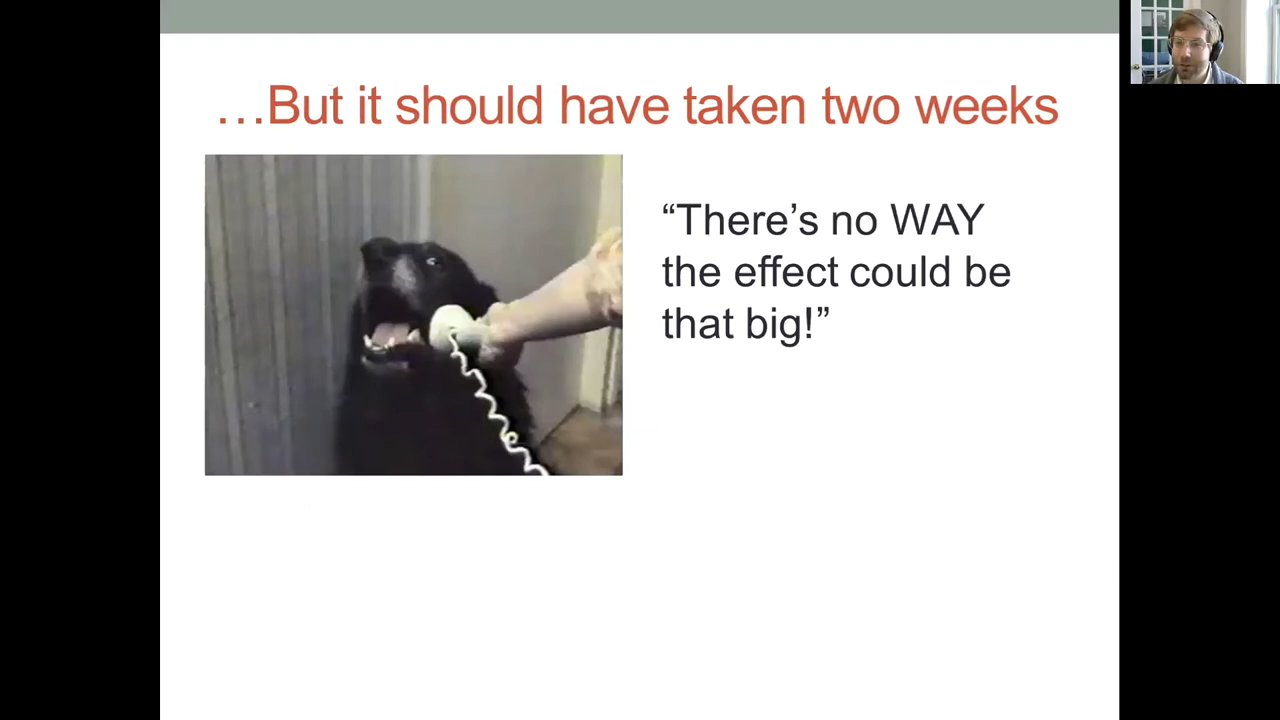 …But it should have taken two weeks
“There’s no WAY
the effect could be
that big!”